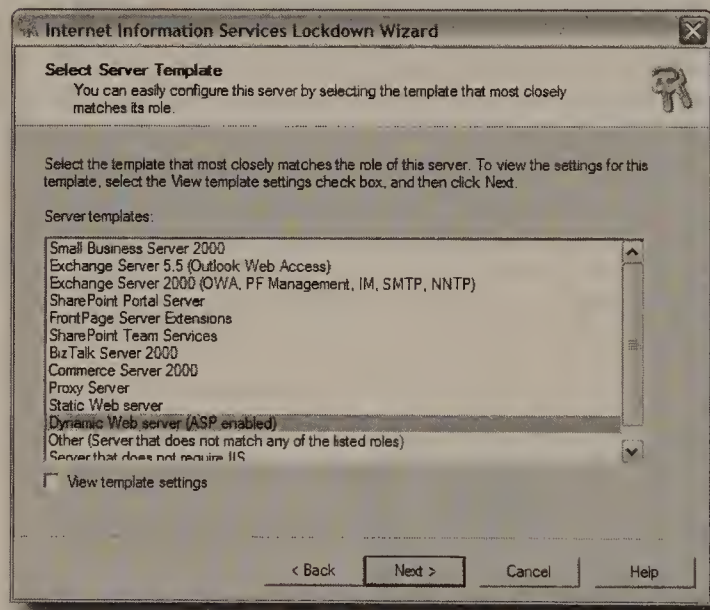 Internet Information Services Lockdown Wizard
Select Server Template
You can easily configure this server by selecting the template that most closely
matches its role.
Select the template that most closely matches the role of this server. To view the settings for this
template, select the View template settings check box, and then click Next.
Server templates:
Small Business Server 2000
Exchange Server 5.5 (Outlook Web Access)
Exchange Server 2000 (OWA, PF Management, IM, SMTP, NNTP)
SharePoint Portal Server
FrontPage Server Extensions
SharePoint Team Services
BizTalk Server 2000
Commerce Server 2000
Proxy Server
Static Web server
Dynamic Web server (ASP enabled)
Other (Server that does not match any of the listed roles)
Server that does not require IIS
View template settings
< Back
Next >
Cancel
Help